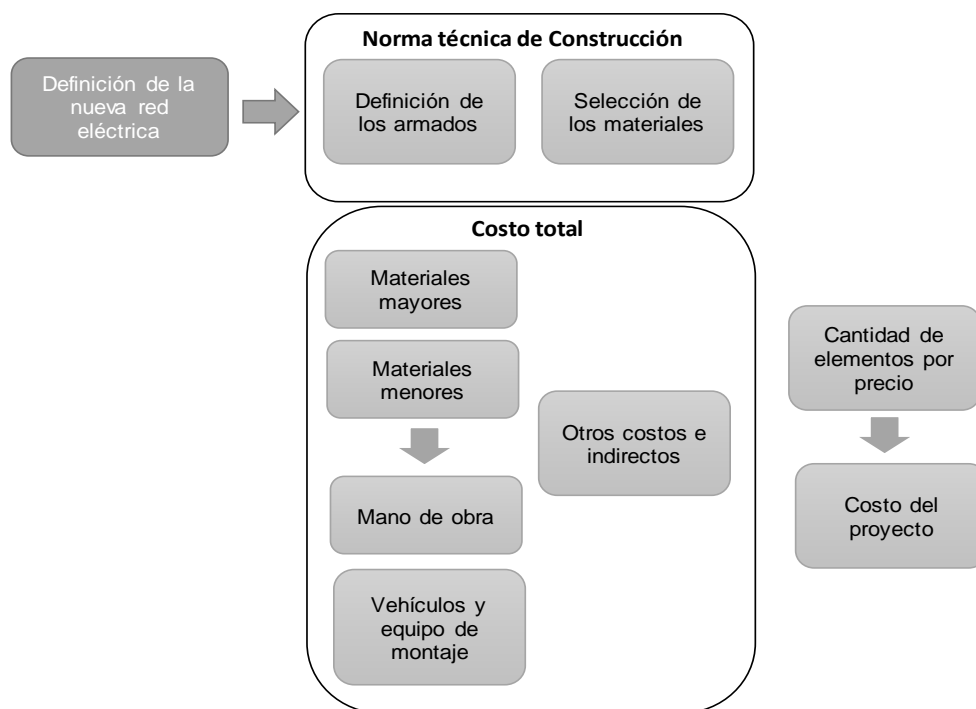 Norma técnica de Construcción
Definición de la
nueva red
eléctrica
Definición de
los armados
Selección de
los materiales
Costo total
Materiales
mayores
Materiales
menores
Mano de obra
Vehículos y
equipo de
montaje
Otros costos e
indirectos
Cantidad de
elementos por
precio
Costo del
proyecto